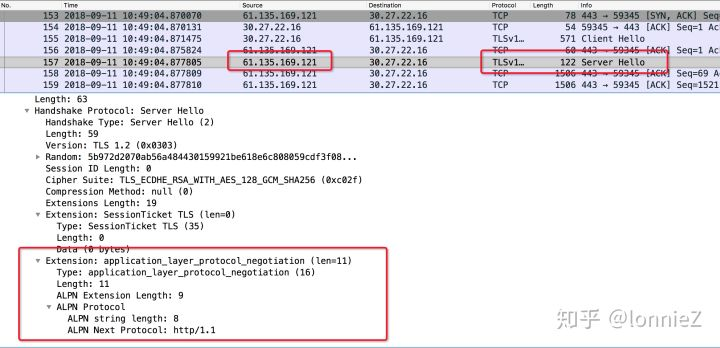 No. Time Source Destination Protocol Length Info
153 2018-09-11 10:49:04.870070 61.135.169.121 30.27.22.16 TCP 78 443 → 59345 [SYN, ACK] Seq=
154 2018-09-11 10:49:04.870131 30.27.22.16 61.135.169.121 TCP 54 59345 → 443 [ACK] Seq=1 Ac
155 2018-09-11 10:49:04.871475 30.27.22.16 61.135.169.121 TLSv1… 571 Client Hello
156 2018-09-11 10:49:04.875824 61.135.169.121 30.27.22.16 TCP 60 443 → 59345 [ACK] Seq=1 Ac
157 2018-09-11 10:49:04.877805 61.135.169.121 30.27.22.16 TLSv1… 122 Server Hello
158 2018-09-11 10:49:04.877809 61.135.169.121 30.27.22.16 TCP 1506 443 → 59345 [ACK] Seq=69 A
159 2018-09-11 10:49:04.877810 61.135.169.121 30.27.22.16 TCP 1506 443 → 59345 [ACK] Seq=1521
Length: 63
Handshake Protocol: Server Hello
Handshake Type: Server Hello (2)
Length: 59
Version: TLS 1.2 (0x0303)
Random: 5b972d2070ab56a484430159921be618e6c808059cdf3f08...
Session ID Length: 0
Cipher Suite: TLS_ECDHE_RSA_WITH_AES_128_GCM_SHA256 (0xc02f)
Compression Method: null (0)
Extensions Length: 19
Extension: SessionTicket TLS (len=0)
Type: SessionTicket TLS (35)
Length: 0
Data (0 bytes)
Extension: application_layer_protocol_negotiation (len=11)
Type: application_layer_protocol_negotiation (16)
Length: 11
ALPN Extension Length: 9
ALPN Protocol
ALPN string length: 8
ALPN Next Protocol: http/1.1
知乎 @lonnieZ